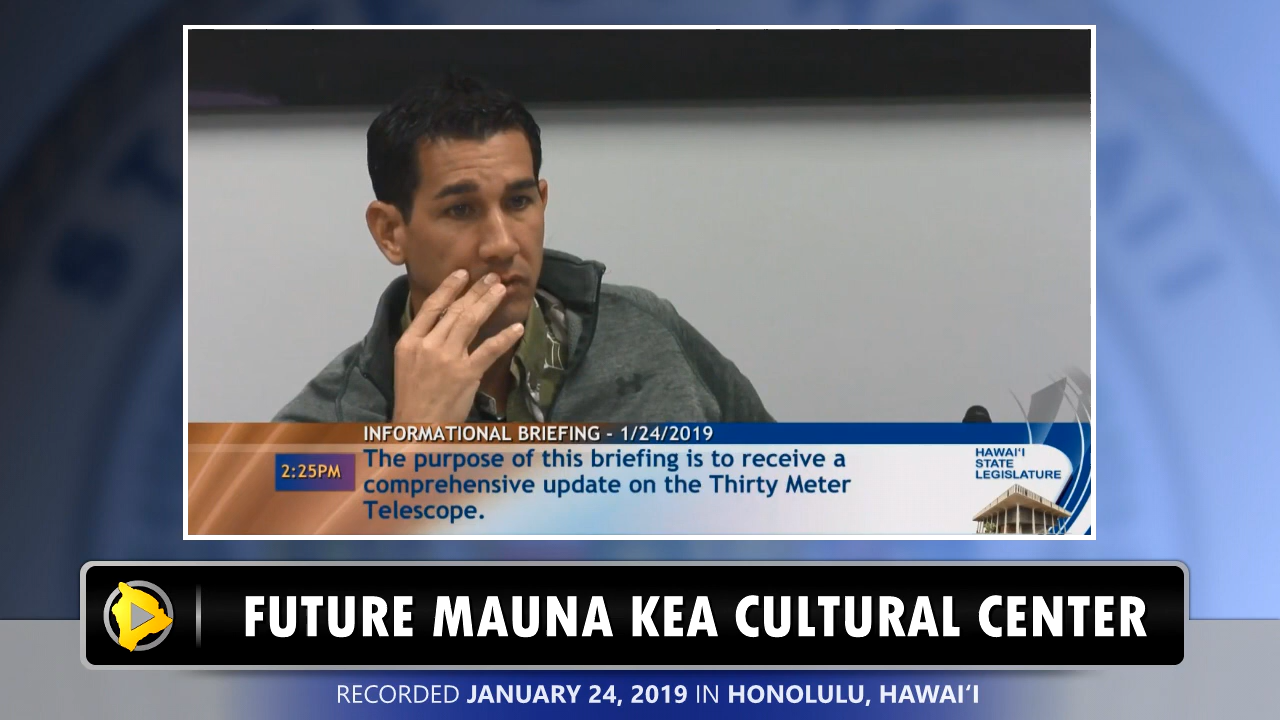 INFORMATIONAL BRIEFING - 1/24/2019
2:25PM
The purpose of this briefing is to receive a
comprehensive update on the Thirty Meter
Telescope.
HAWAI'I
STATE
LEGISLATURE
FUTURE MAUNA KEA CULTURAL CENTER
RECORDED JANUARY 24, 2019 IN HONOLULU, HAWAIʻI